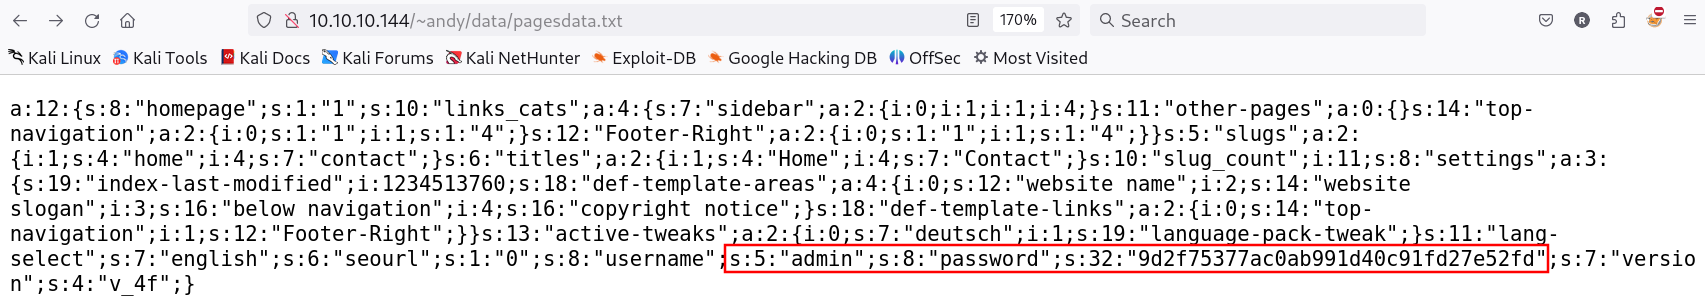 10.10.10.144/~andy/data/pagesdata.txt 170% Search
Kali Linux Kali Tools Kali Docs Kali Forums Kali NetHunter Exploit-DB Google Hacking DB OffSec Most Visited
a:12:{s:8:"homepage";s:1:"1";s:10:"links_cats";a:4:{s:7:"sidebar";a:2:{i:0;i:1;i:1;i:4;}s:11:"other-pages";a:0:{}s:14:"top-
navigation";a:2:{i:0;s:1:"1";i:1;s:1:"4";}s:12:"Footer-Right";a:2:{i:0;s:1:"1";i:1;s:1:"4";}}s:5:"slugs";a:2:
{i:1;s:4:"home";i:4;s:7:"contact";}s:6:"titles";a:2:{i:1;s:4:"Home";i:4;s:7:"Contact";}s:10:"slug_count";i:11;s:8:"settings";a:3:
{s:19:"index-last-modified";i:1234513760;s:18:"def-template-areas";a:4:{i:0;s:12:"website name";i:2;s:14:"website
slogan";i:3;s:16:"below navigation";i:4;s:16:"copyright notice";}s:18:"def-template-links";a:2:{i:0;s:14:"top-
navigation";i:1;s:12:"Footer-Right";}}s:13:"active-tweaks";a:2:{i:0;s:7:"deutsch";i:1;s:19:"language-pack-tweak";}s:11:"lang-
select";s:7:"english";s:6:"seourl";s:1:"0";s:8:"username";s:5:"admin";s:8:"password";s:32:"9d2f75377ac0ab991d40c91fd27e52fd";s:7:"versio
n";s:4:"v_4f";}